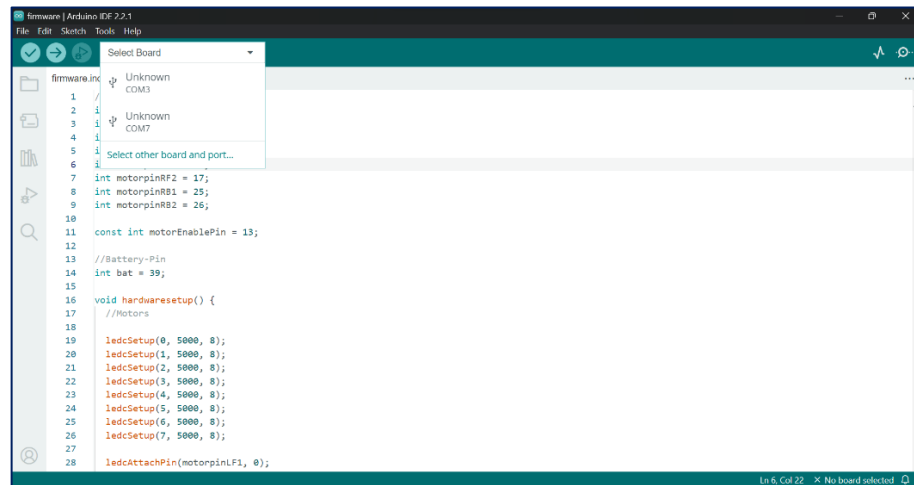 firmware | Arduino IDE 2.2.1
File Edit Sketch Tools Help
Select Board
firmware.ino
Unknown
COM3
Unknown
COM7
Select other board and port...
1 /
2 i
3 i
4 i
5 i
6 i
7 int motorpinRF2 = 17;
8 int motorpinRB1 = 25;
9 int motorpinRB2 = 26;
10
11 const int motorEnablePin = 13;
12
13 //Battery-Pin
14 int bat = 39;
15
16 void hardwaresetup() {
17 //Motors
18
19 ledcSetup(0, 5000, 8);
20 ledcSetup(1, 5000, 8);
21 ledcSetup(2, 5000, 8);
22 ledcSetup(3, 5000, 8);
23 ledcSetup(4, 5000, 8);
24 ledcSetup(5, 5000, 8);
25 ledcSetup(6, 5000, 8);
26 ledcSetup(7, 5000, 8);
27
28 ledcAttachPin(motorpinLF1, 0);
Ln 6, Col 22 × No board selected